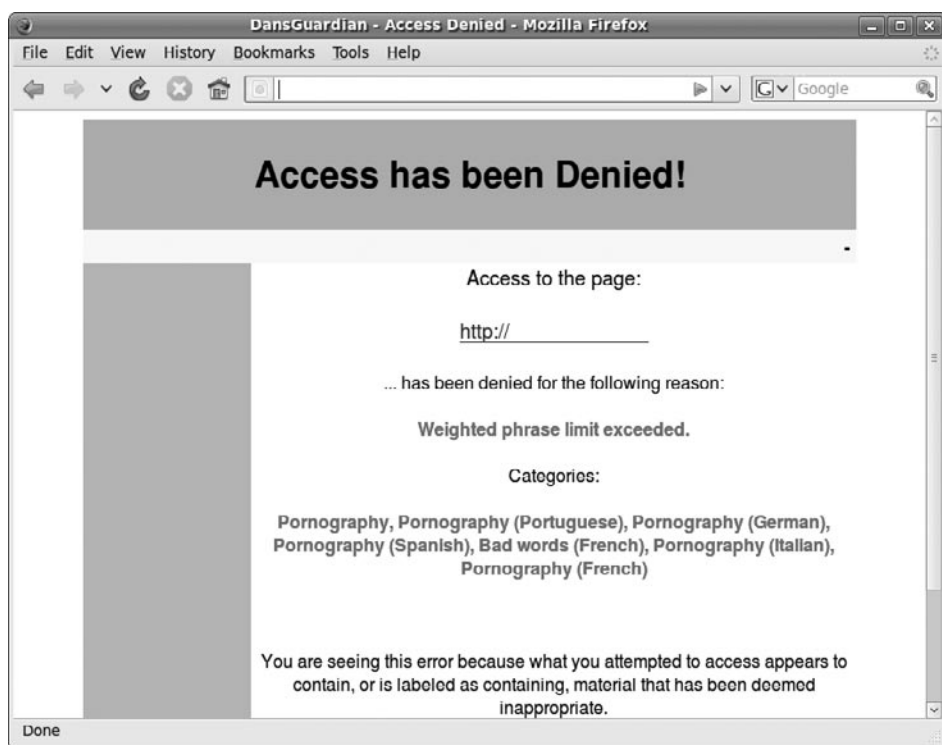 DansGuardian - Access Denied - Mozilla Firefox
File Edit View History Bookmarks Tools Help
G Google
Access has been Denied!
-
Access to the page:
http://
... has been denied for the following reason:
Weighted phrase limit exceeded.
Categories:
Pornography, Pornography (Portuguese), Pornography (German),
Pornography (Spanish), Bad words (French), Pornography (Italian),
Pornography (French)
You are seeing this error because what you attempted to access appears to
contain, or is labeled as containing, material that has been deemed
inappropriate.
Done